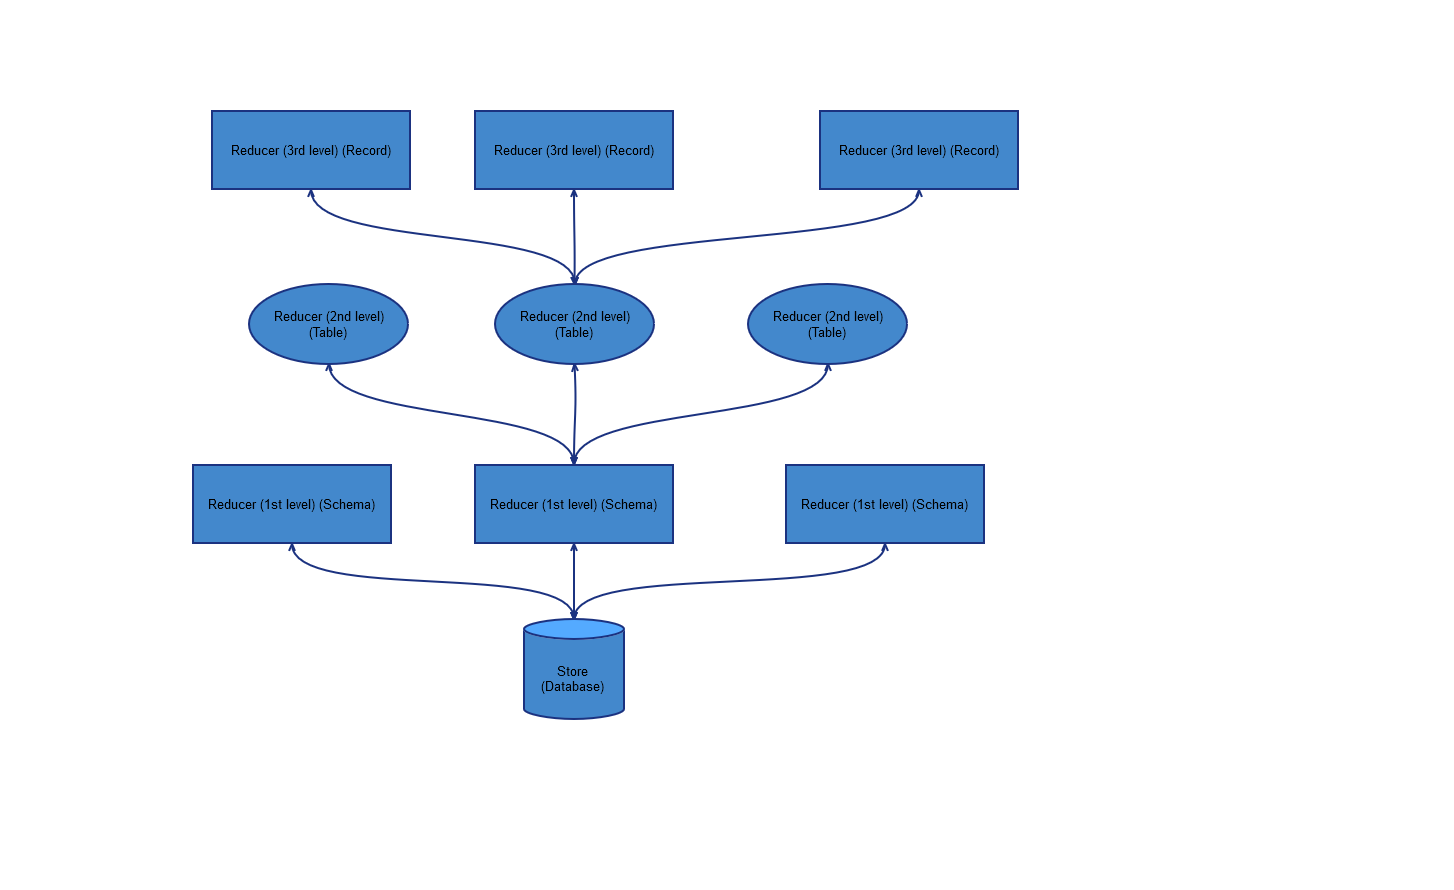 Reducer (3rd level) (Record)
Reducer (3rd level) (Record)
Reducer (3rd level) (Record)
Reducer (2nd level)
(Table)
Reducer (2nd level)
(Table)
Reducer (2nd level)
(Table)
Reducer (1st level) (Schema)
Reducer (1st level) (Schema)
Reducer (1st level) (Schema)
Store
(Database)